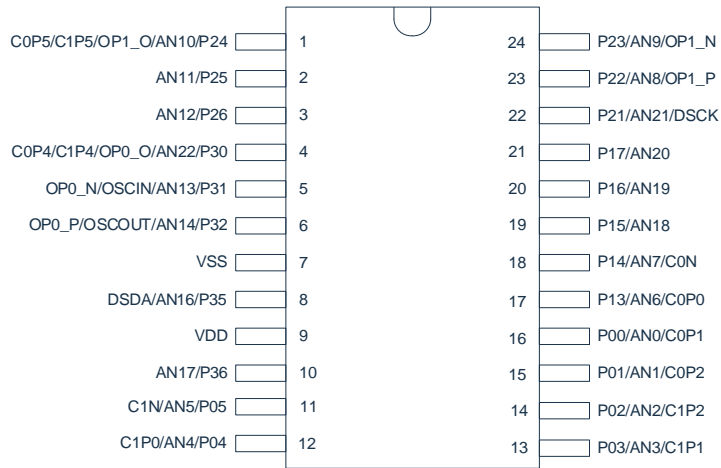 C0P5/C1P5/OP1_O/AN10/P24 1 24 P23/AN9/OP1_N
AN11/P25 2 23 P22/AN8/OP1_P
AN12/P26 3 22 P21/AN21/DSCK
C0P4/C1P4/OP0_O/AN22/P30 4 21 P17/AN20
OP0_N/OSCIN/AN13/P31 5 20 P16/AN19
OP0_P/OSCOUT/AN14/P32 6 19 P15/AN18
VSS 7 18 P14/AN7/C0N
DSDA/AN16/P35 8 17 P13/AN6/C0P0
VDD 9 16 P00/AN0/C0P1
AN17/P36 10 15 P01/AN1/C0P2
C1N/AN5/P05 11 14 P02/AN2/C1P2
C1P0/AN4/P04 12 13 P03/AN3/C1P1